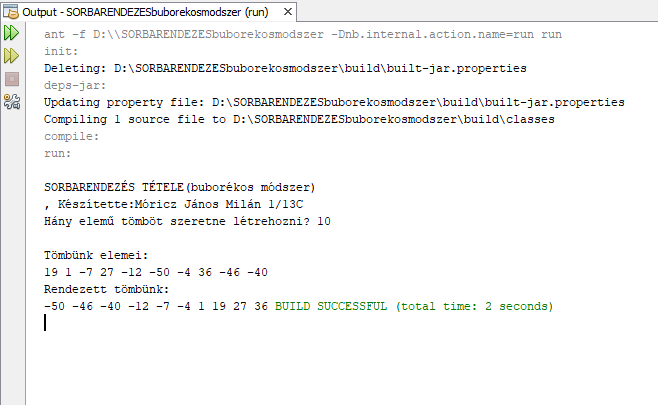 Output - SORBARENDEZESbuborekosmodszer (run)
ant -f D:\\SORBARENDEZESbuborekosmodszer -Dnb.internal.action.name=run run
init:
Deleting: D:\SORBARENDEZESbuborekosmodszer\build\built-jar.properties
deps-jar:
Updating property file: D:\SORBARENDEZESbuborekosmodszer\build\built-jar.properties
Compiling 1 source file to D:\SORBARENDEZESbuborekosmodszer\build\classes
compile:
run:
SORBARENDEZÉS TÉTELE(buborékos módszer)
, Készítette:Móricz János Milán 1/13C
Hány elemű tömböt szeretne létrehozni? 10
Tömbünk elemei:
19 1 -7 27 -12 -50 -4 36 -46 -40
Rendezett tömbünk:
-50 -46 -40 -12 -7 -4 1 19 27 36 BUILD SUCCESSFUL (total time: 2 seconds)